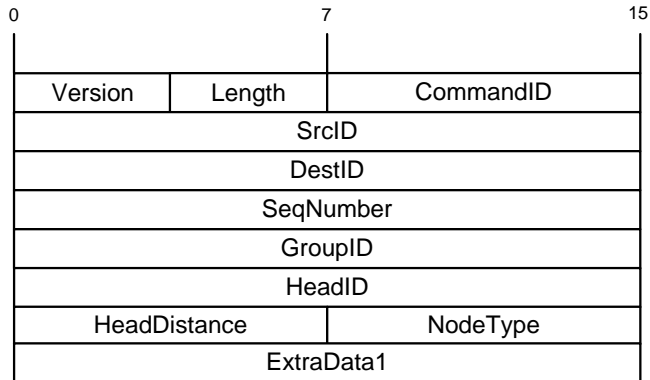 0 7 15
Version Length CommandID
SrcID
DestID
SeqNumber
GroupID
HeadID
HeadDistance NodeType
ExtraData1